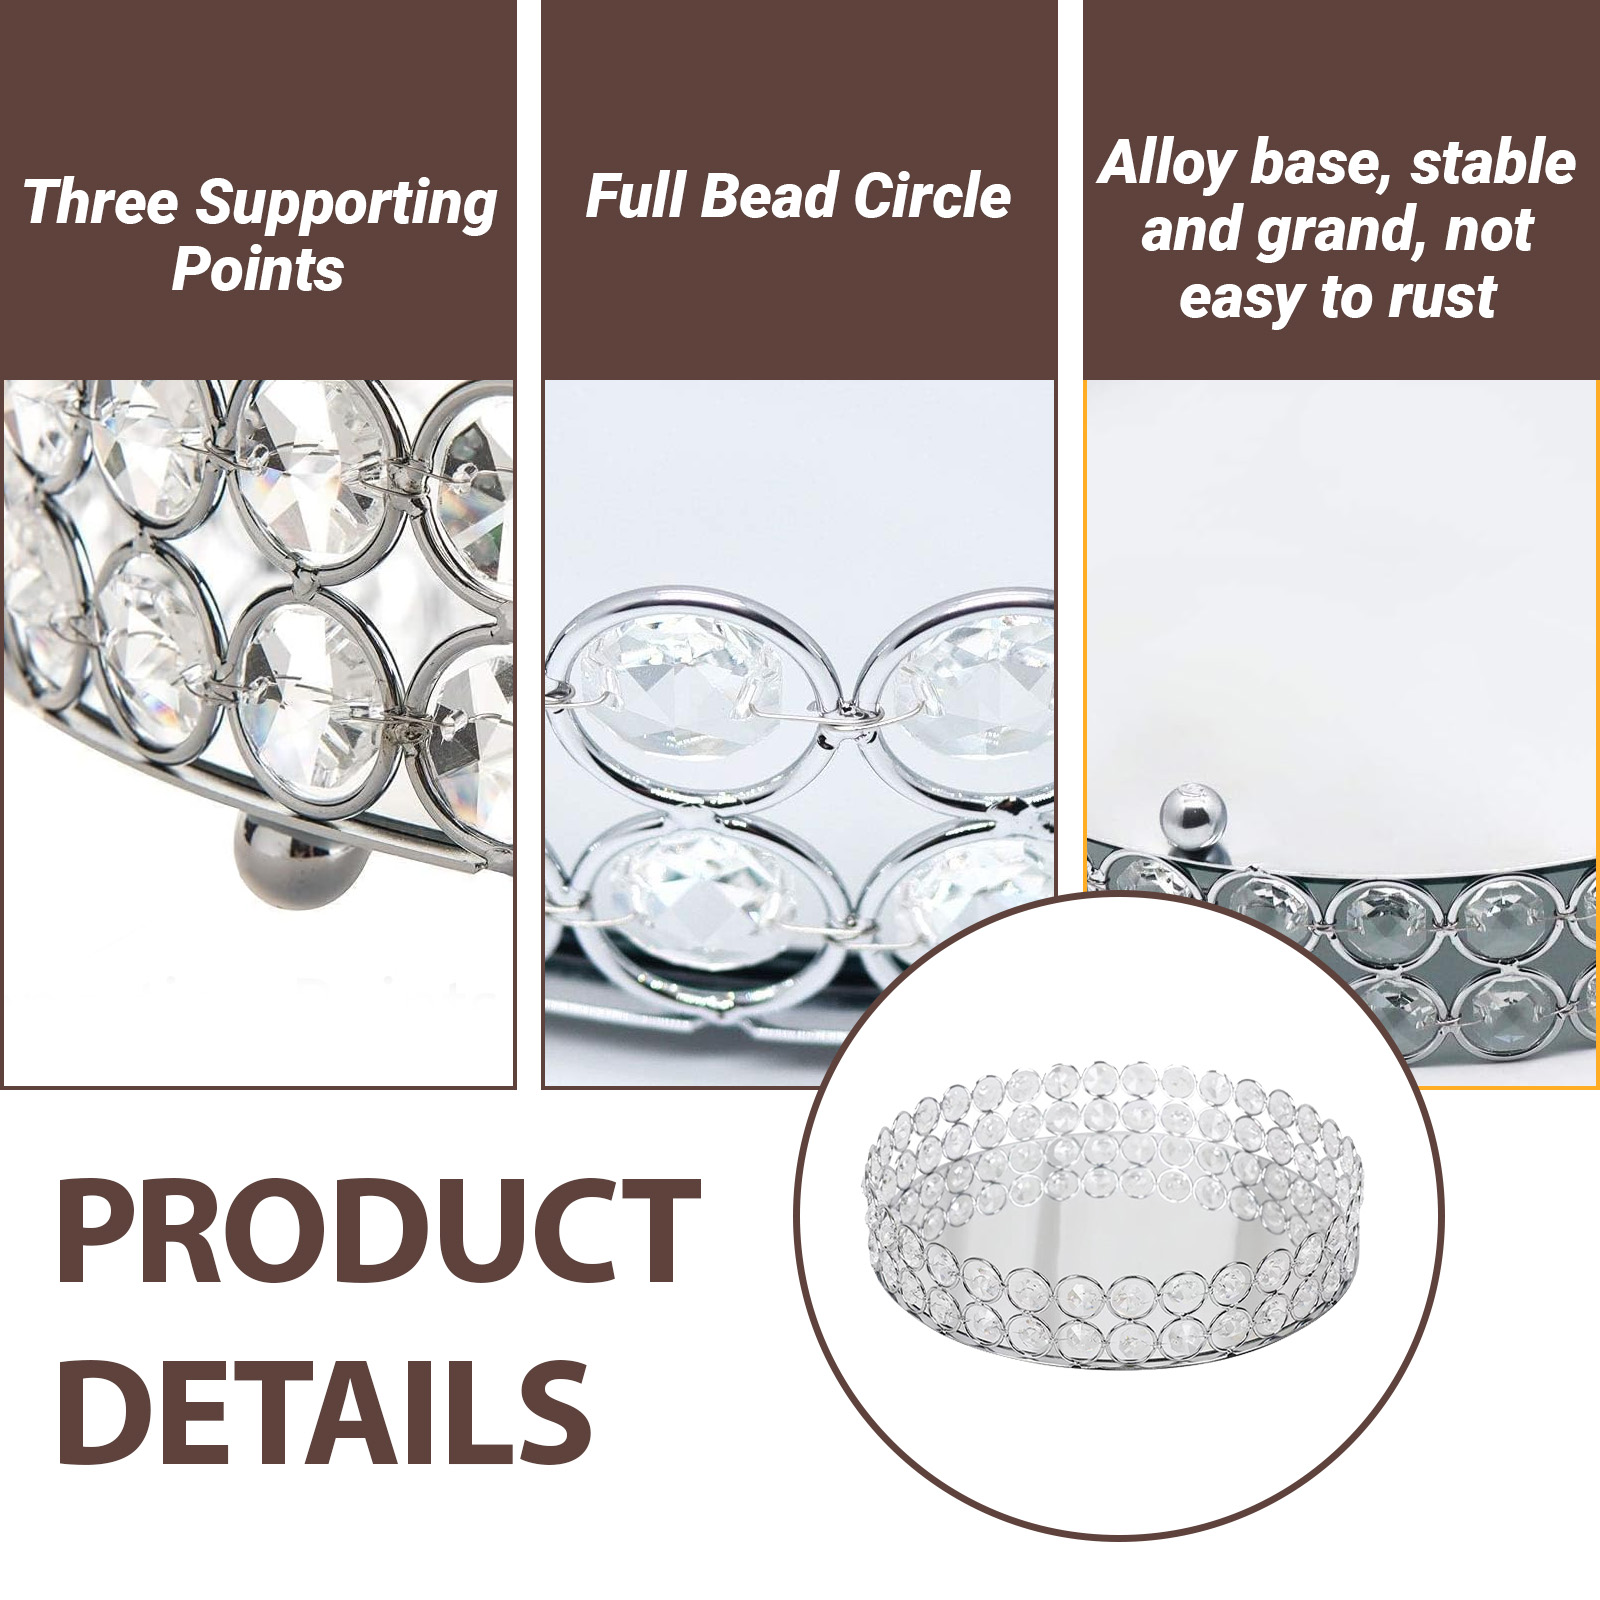 Three Supporting
Points
Full Bead Circle
Alloy base, stable
and grand, not
easy to rust
PRODUCT
DETAILS